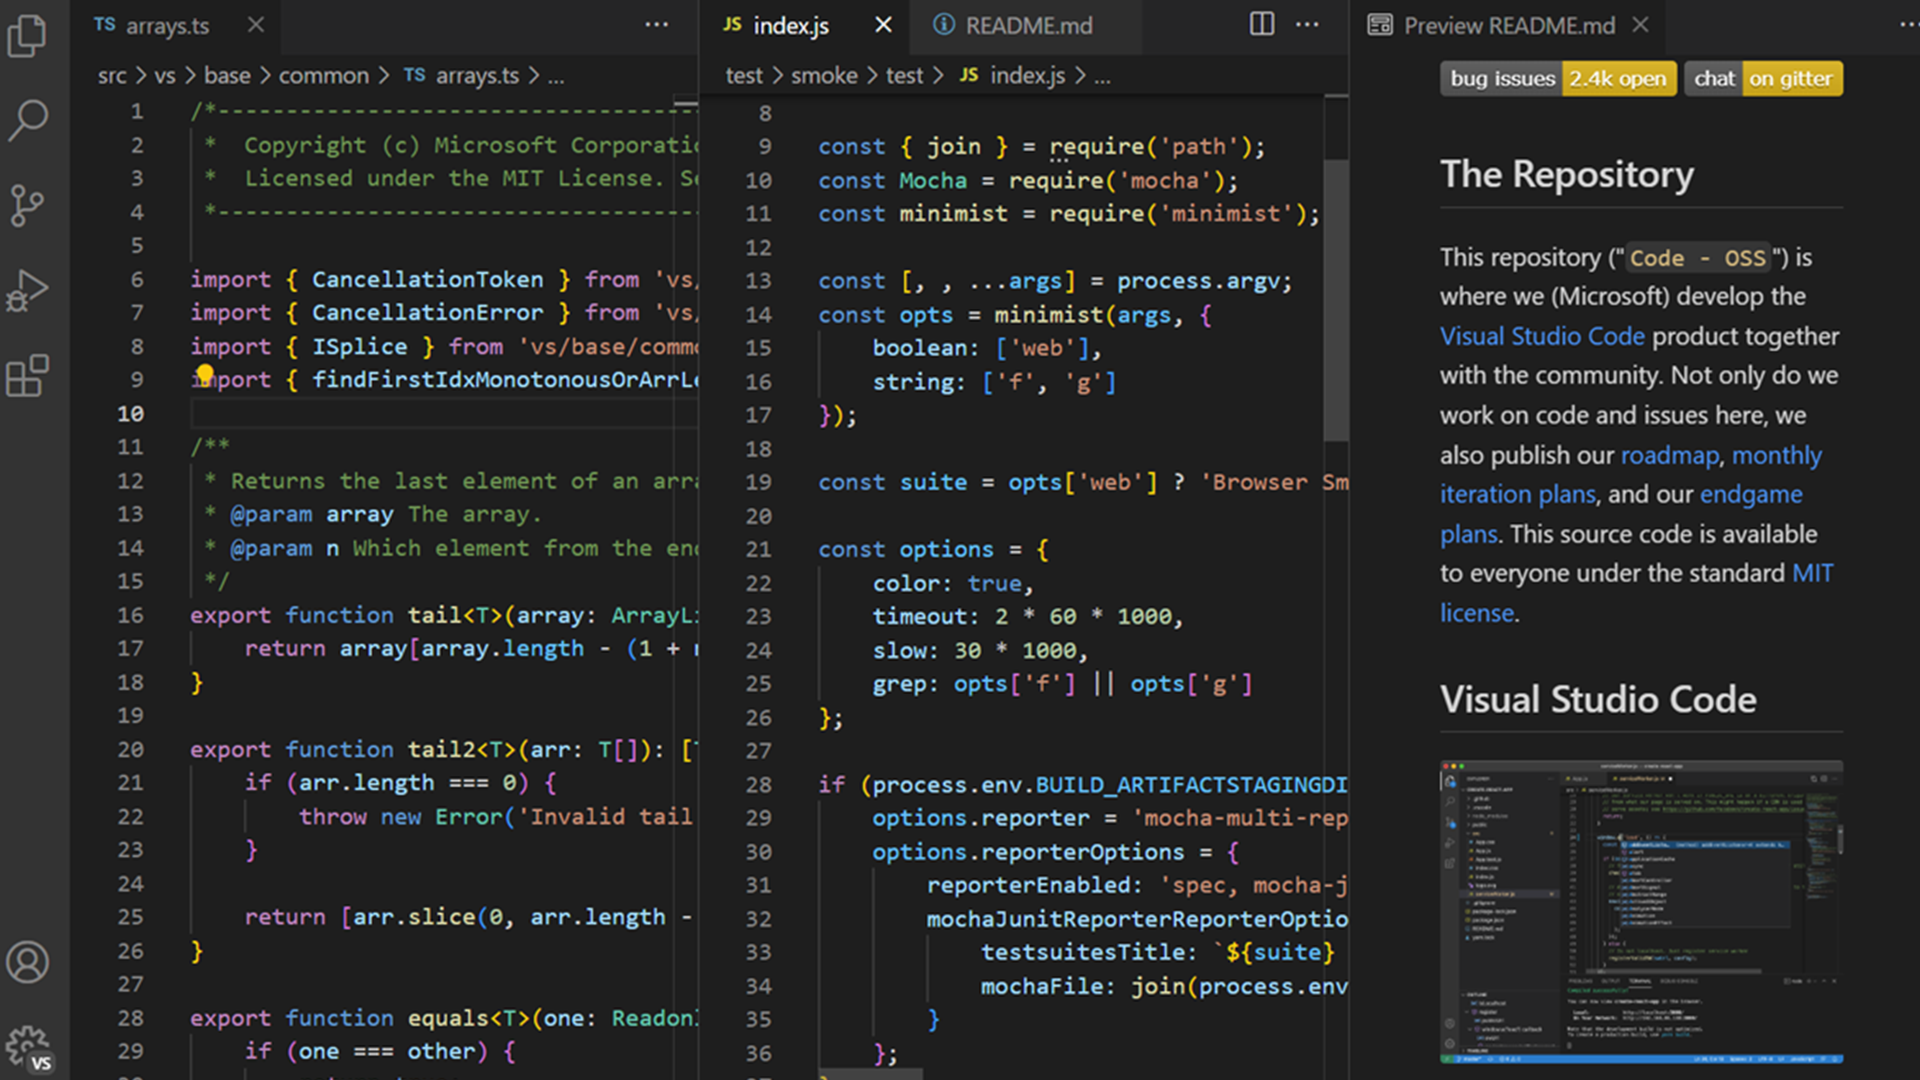 TS arrays.ts
src > vs > base > common > TS arrays.ts > ...
1 /*------------------------------------
2 * Copyright (c) Microsoft Corporati
3 * Licensed under the MIT License. S
4 *------------------------------------
5
6 import { CancellationToken } from 'vs/
7 import { CancellationError } from 'vs/
8 import { ISplice } from 'vs/base/comm
9 import { findFirstIdxMonotonousOrArrL
10
11 /**
12 * Returns the last element of an arr
13 * @param array The array.
14 * @param n Which element from the en
15 */
16 export function tail<T>(array: ArrayL
17 return array[array.length - (1 +
18 }
19
20 export function tail2<T>(arr: T[]): [
21 if (arr.length === 0) {
22 throw new Error('Invalid tail
23 }
24
25 return [arr.slice(0, arr.length -
26 }
27
28 export function equals<T>(one: Readon
29 if (one === other) {
VS
JS index.js
README.md
test > smoke > test > JS index.js > ...
8
9 const { join } = require('path');
10 const Mocha = require('mocha');
11 const minimist = require('minimist');
12
13 const [, , ...args] = process.argv;
14 const opts = minimist(args, {
15 boolean: ['web'],
16 string: ['f', 'g']
17 });
18
19 const suite = opts['web'] ? 'Browser Sm
20
21 const options = {
22 color: true,
23 timeout: 2 * 60 * 1000,
24 slow: 30 * 1000,
25 grep: opts['f'] || opts['g']
26 };
27
28 if (process.env.BUILD_ARTIFACTSTAGINGDI
29 options.reporter = 'mocha-multi-rep
30 options.reporterOptions = {
31 reporterEnabled: 'spec, mocha-j
32 mochaJunitReporterReporterOptio
33 testsuitesTitle: `${suite}
34 mochaFile: join(process.env
35 }
36 };
Preview README.md
bug issues 2.4k open chat on gitter
The Repository
This repository ("Code - OSS") is
where we (Microsoft) develop the
Visual Studio Code product together
with the community. Not only do we
work on code and issues here, we
also publish our roadmap, monthly
iteration plans, and our endgame
plans. This source code is available
to everyone under the standard MIT
license.
Visual Studio Code